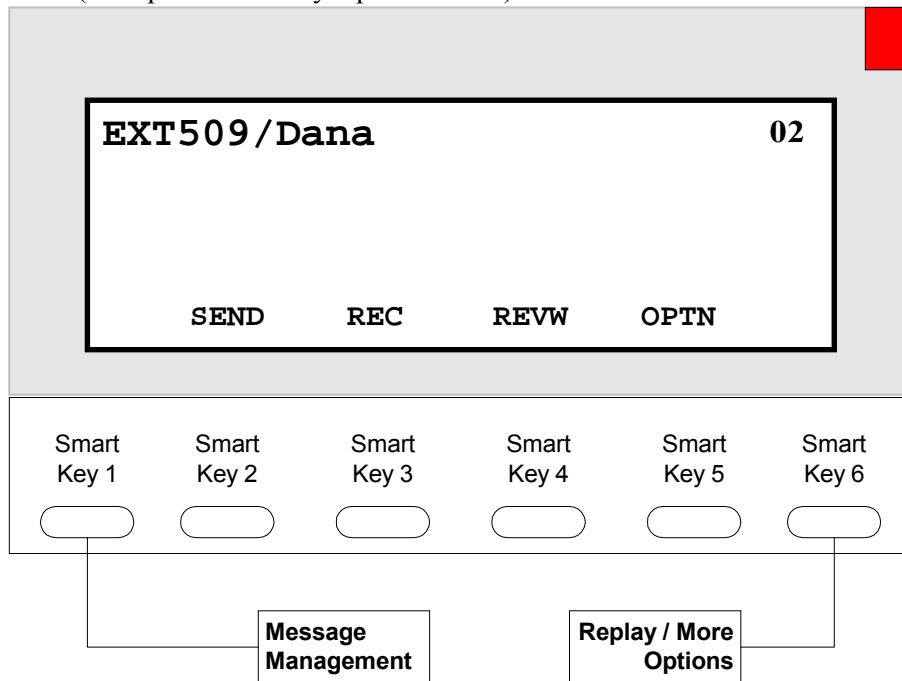 EXT509/Dana 02
SEND REC REVW OPTN
Smart Key 1
Smart Key 2
Smart Key 3
Smart Key 4
Smart Key 5
Smart Key 6
Message
Management
Replay / More
Options